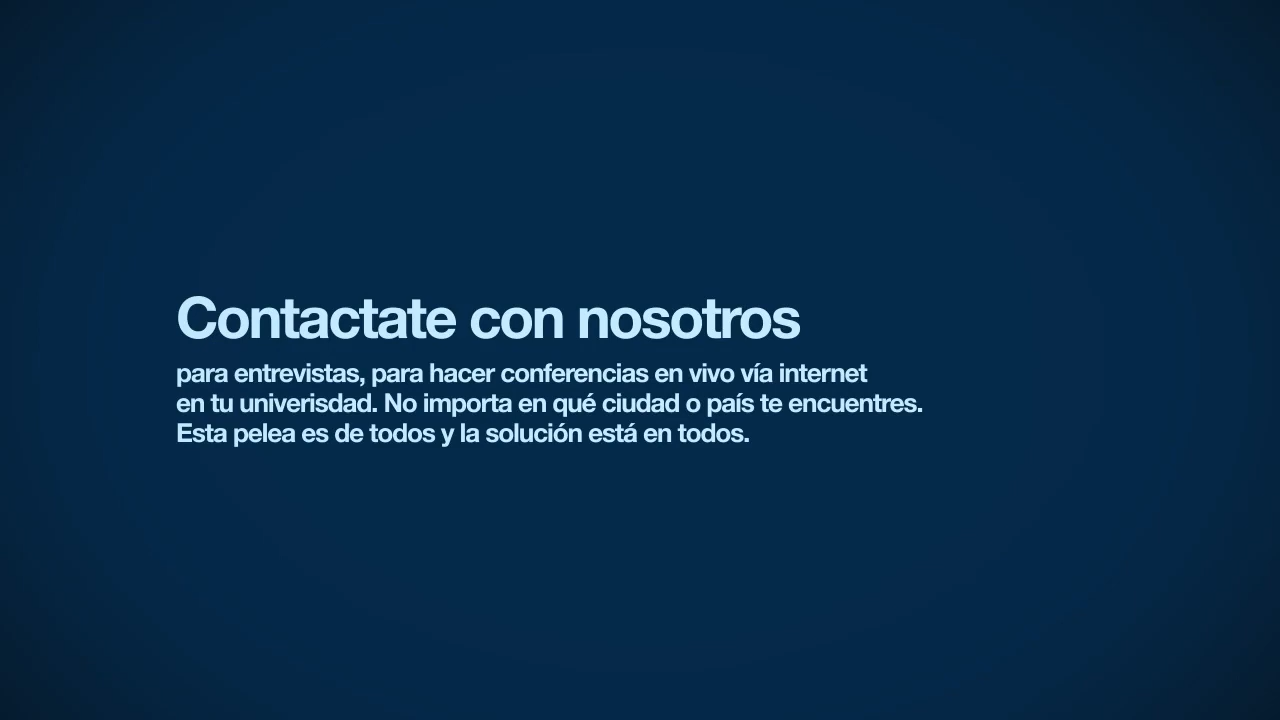 Contactate con nosotros
para entrevistas, para hacer conferencias en vivo vía internet
en tu univerisdad. No importa en qué ciudad o país te encuentres.
Esta pelea es de todos y la solución está en todos.